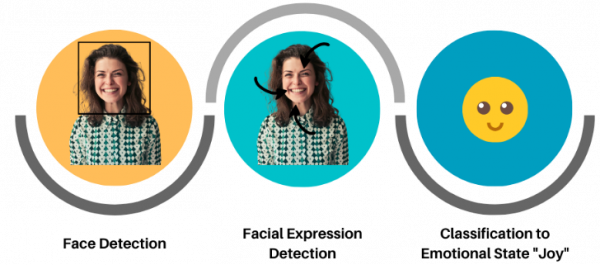 Face Detection
Facial Expression
Detection
Classification to
Emotional State "Joy"